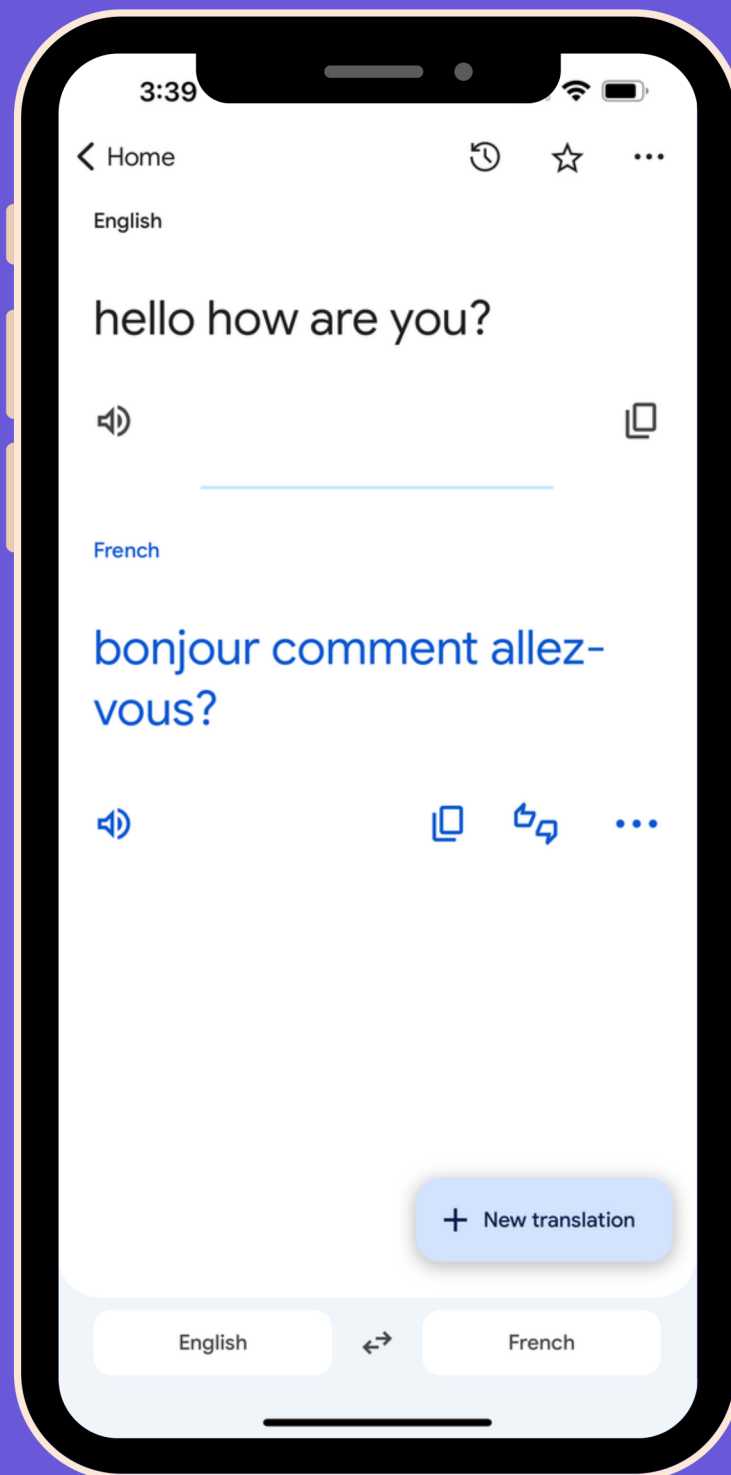 3:39
Home
English
hello how are you?
French
bonjour comment allez-
vous?
+ New translation
English
French